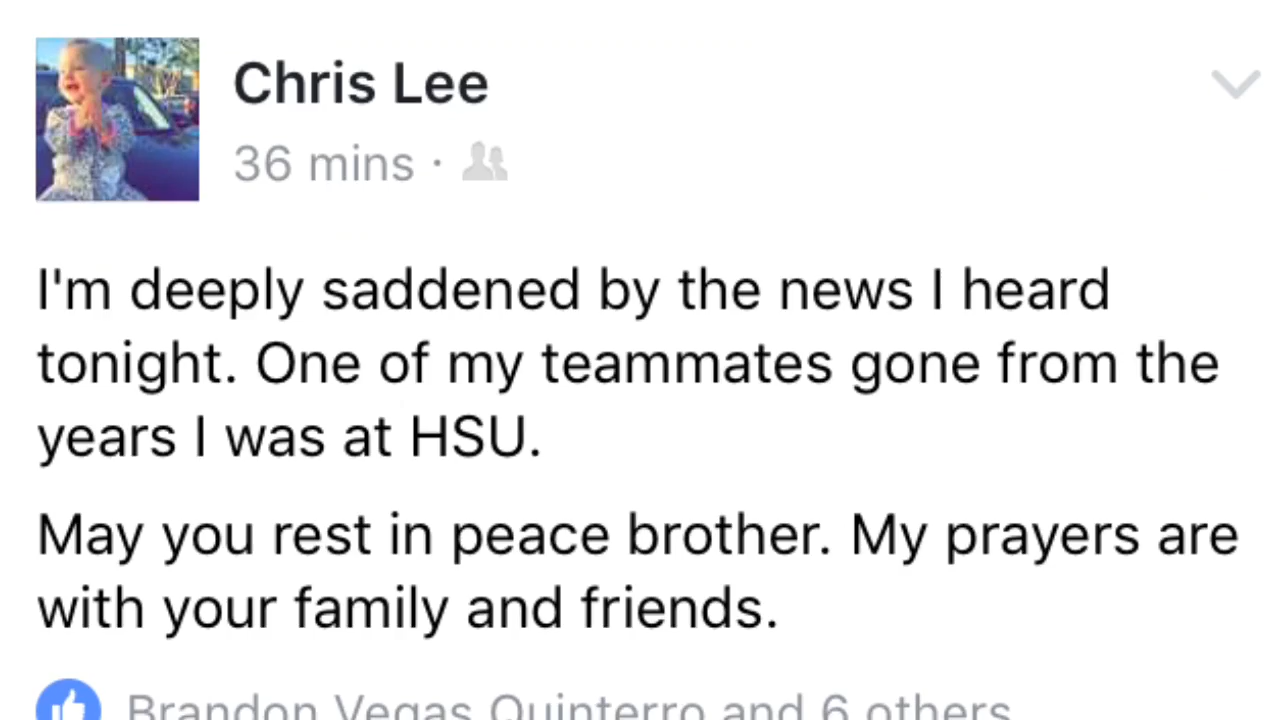 Chris Lee
36 mins ·
I'm deeply saddened by the news I heard
tonight. One of my teammates gone from the
years I was at HSU.
May you rest in peace brother. My prayers are
with your family and friends.
Brandon Vegas Quinterro and 6 others